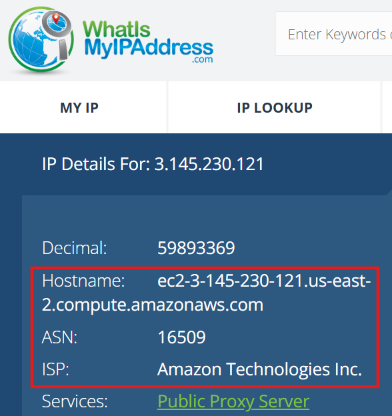 WhatIs
MyIPAddress
.com
Enter Keywords o
MY IP IP LOOKUP
IP Details For: 3.145.230.121
Decimal: 59893369
Hostname: ec2-3-145-230-121.us-east-
2.compute.amazonaws.com
ASN: 16509
ISP: Amazon Technologies Inc.
Services: Public Proxy Server